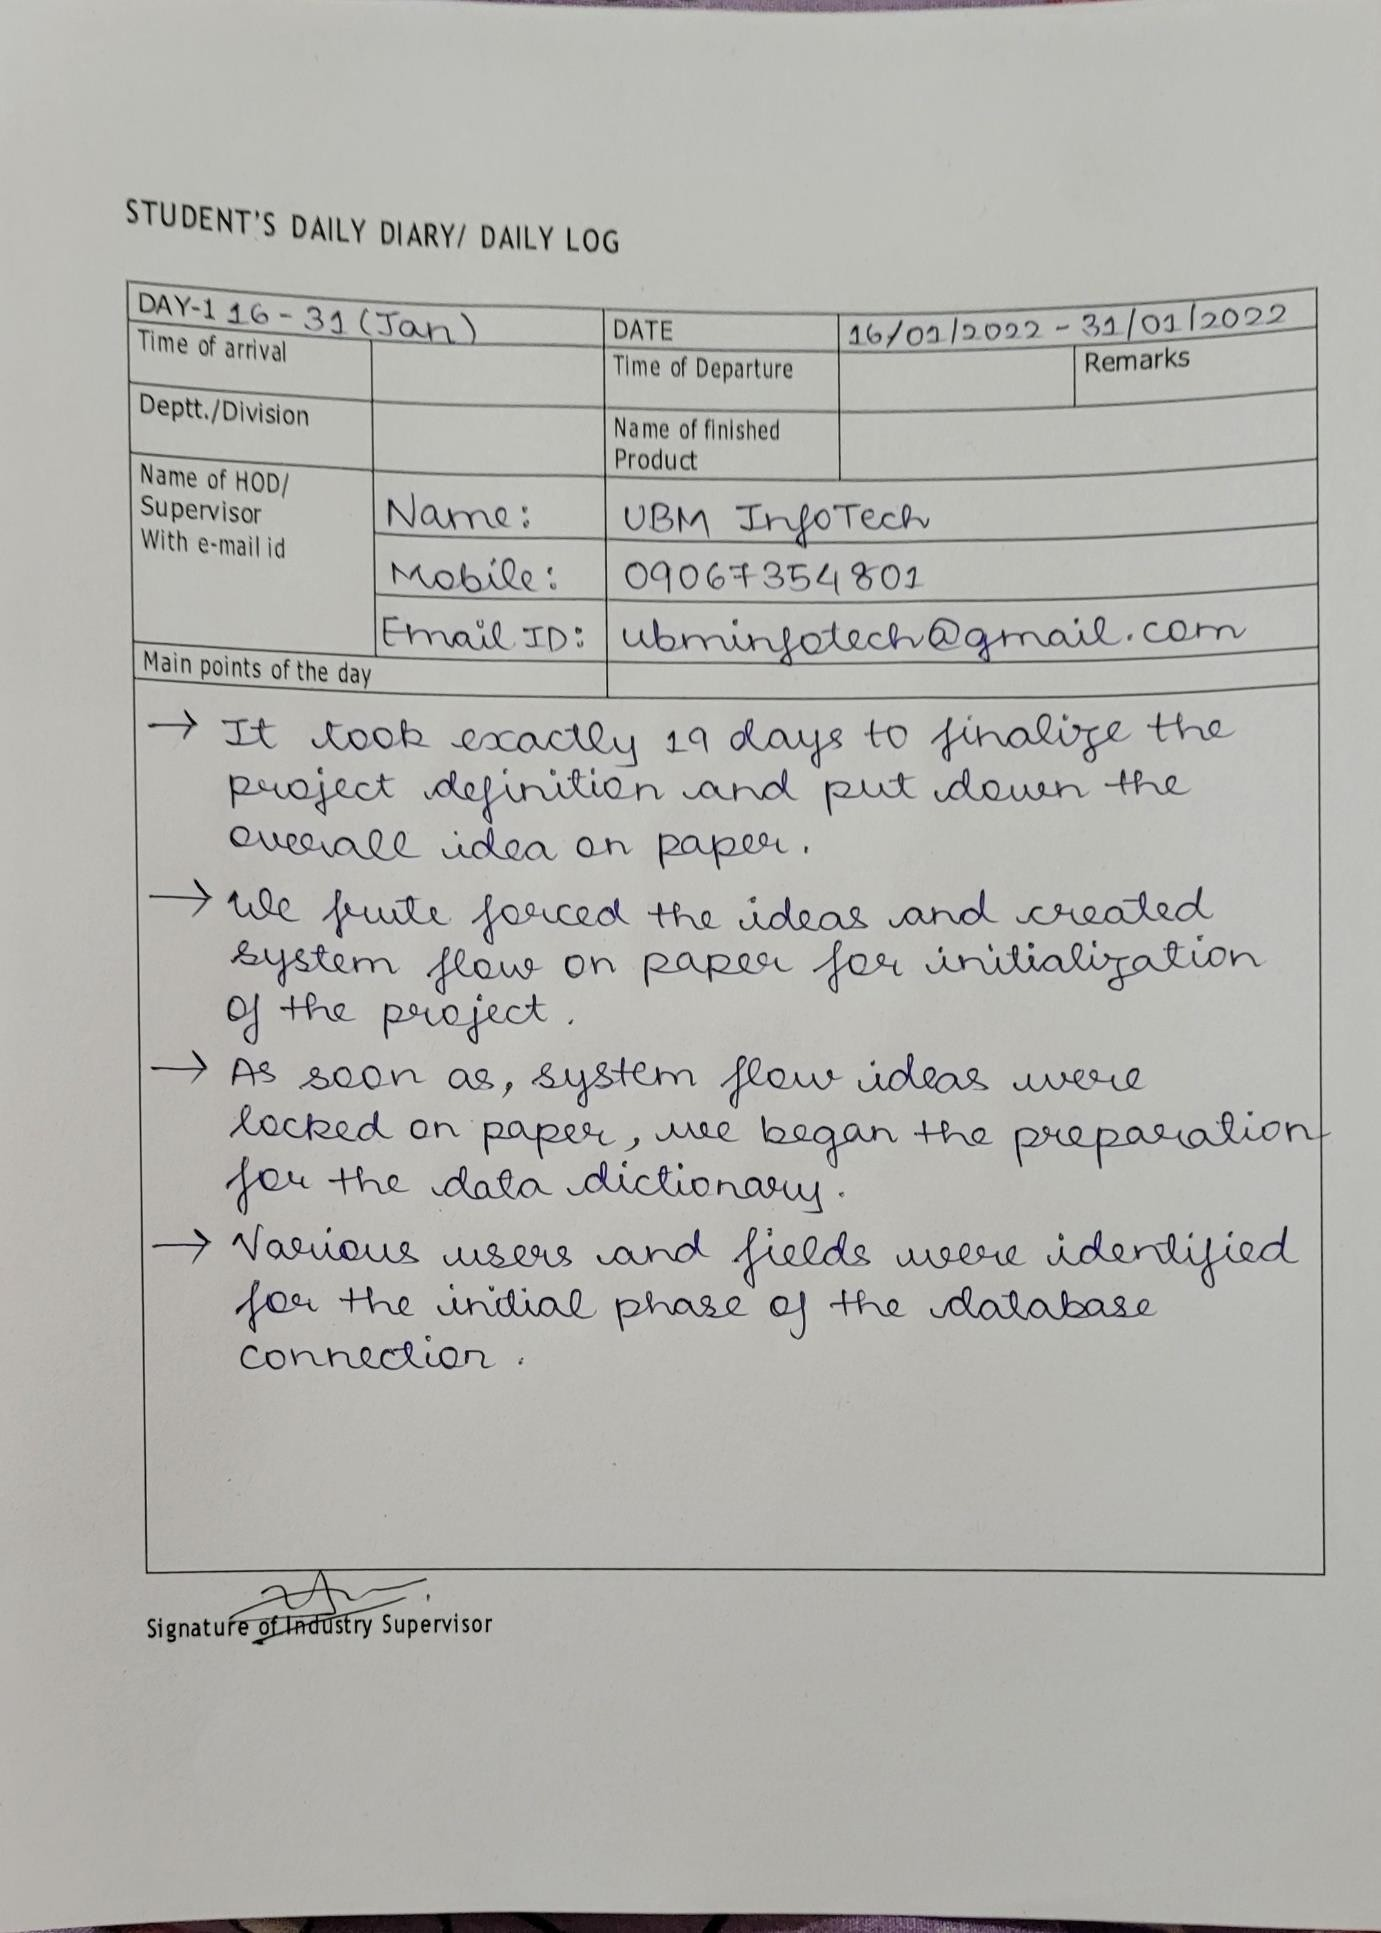 STUDENT'S DAILY DIARY/ DAILY LOG
DAY-1 16-31 (Jan) DATE 16/01/2022 - 31/01/2022
Time of arrival Time of Departure Remarks
Deptt./Division Name of finished
Product
Name of HOD/
Supervisor
With e-mail id
Name: UBM InfoTech
Mobile: 09067354801
Email ID: ubminfotech@gmail.com
Main points of the day
→ It took exactly 19 days to finalize the
project definition and put down the
overall idea on paper.
→ We brute forced the ideas and created
system flow on paper for initialization
of the project.
→ As soon as, system flow ideas were
locked on paper, we began the preparation
for the data dictionary.
→ Various users and fields were identified
for the initial phase of the database
connection.
Signature of Industry Supervisor